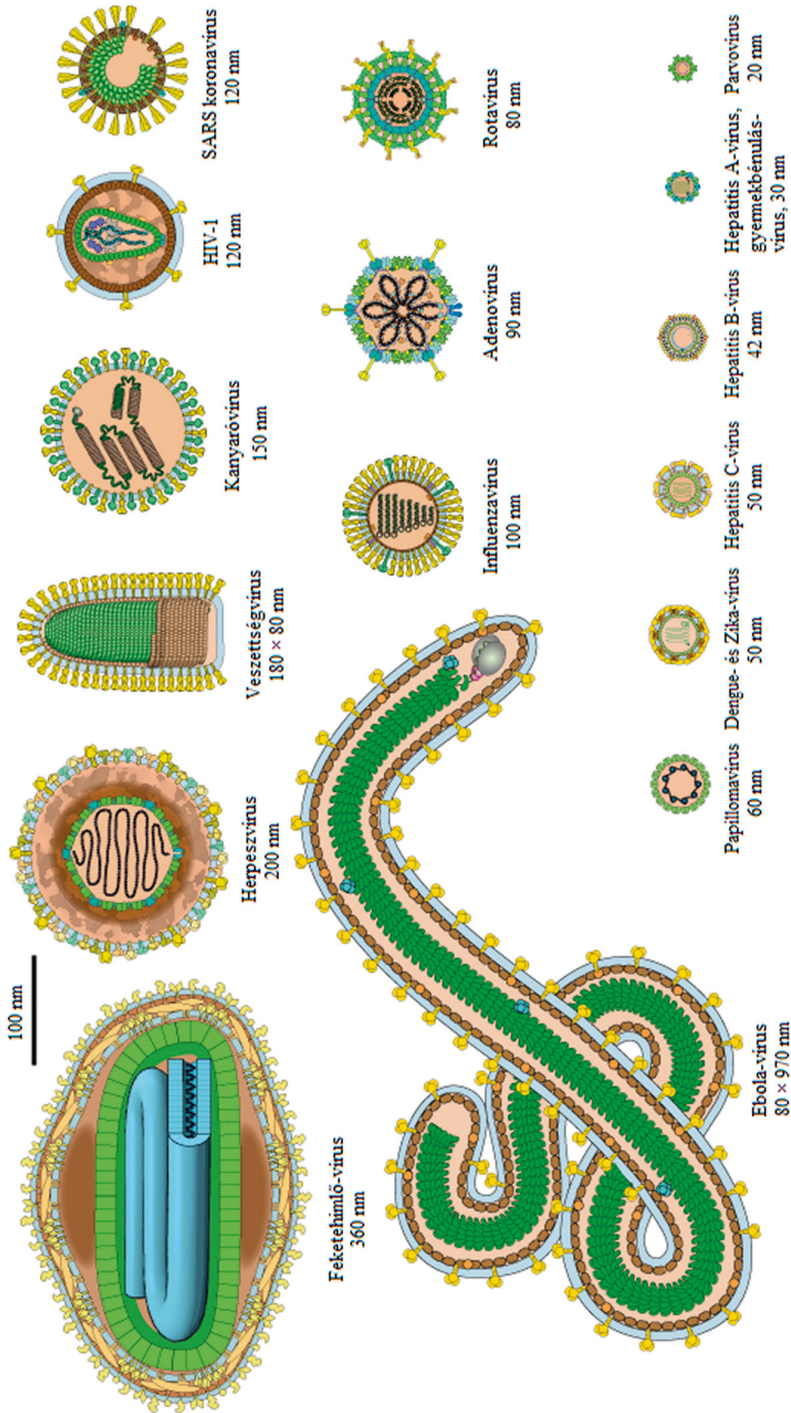 100 nm
Feketehimlő-vírus
360 nm
Herpeszvírus
200 nm
Veszettségvírus
180 × 80 nm
Kanyaróvírus
150 nm
HIV-1
120 nm
SARS koronavírus
120 nm
Ebola-vírus
80 × 970 nm
Influenzavírus
100 nm
Adenovírus
90 nm
Rotavírus
80 nm
Papillomavírus
60 nm
Dengue- és Zika-vírus
50 nm
Hepatitis C-vírus
50 nm
Hepatitis B-vírus
42 nm
Hepatitis A-vírus,
gyermekbénulás-
vírus, 30 nm
Parvovírus
20 nm